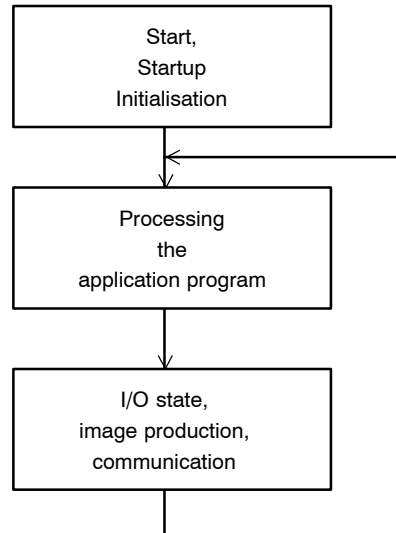 Start,
Startup
Initialisation
Processing
the
application program
I/O state,
image production,
communication